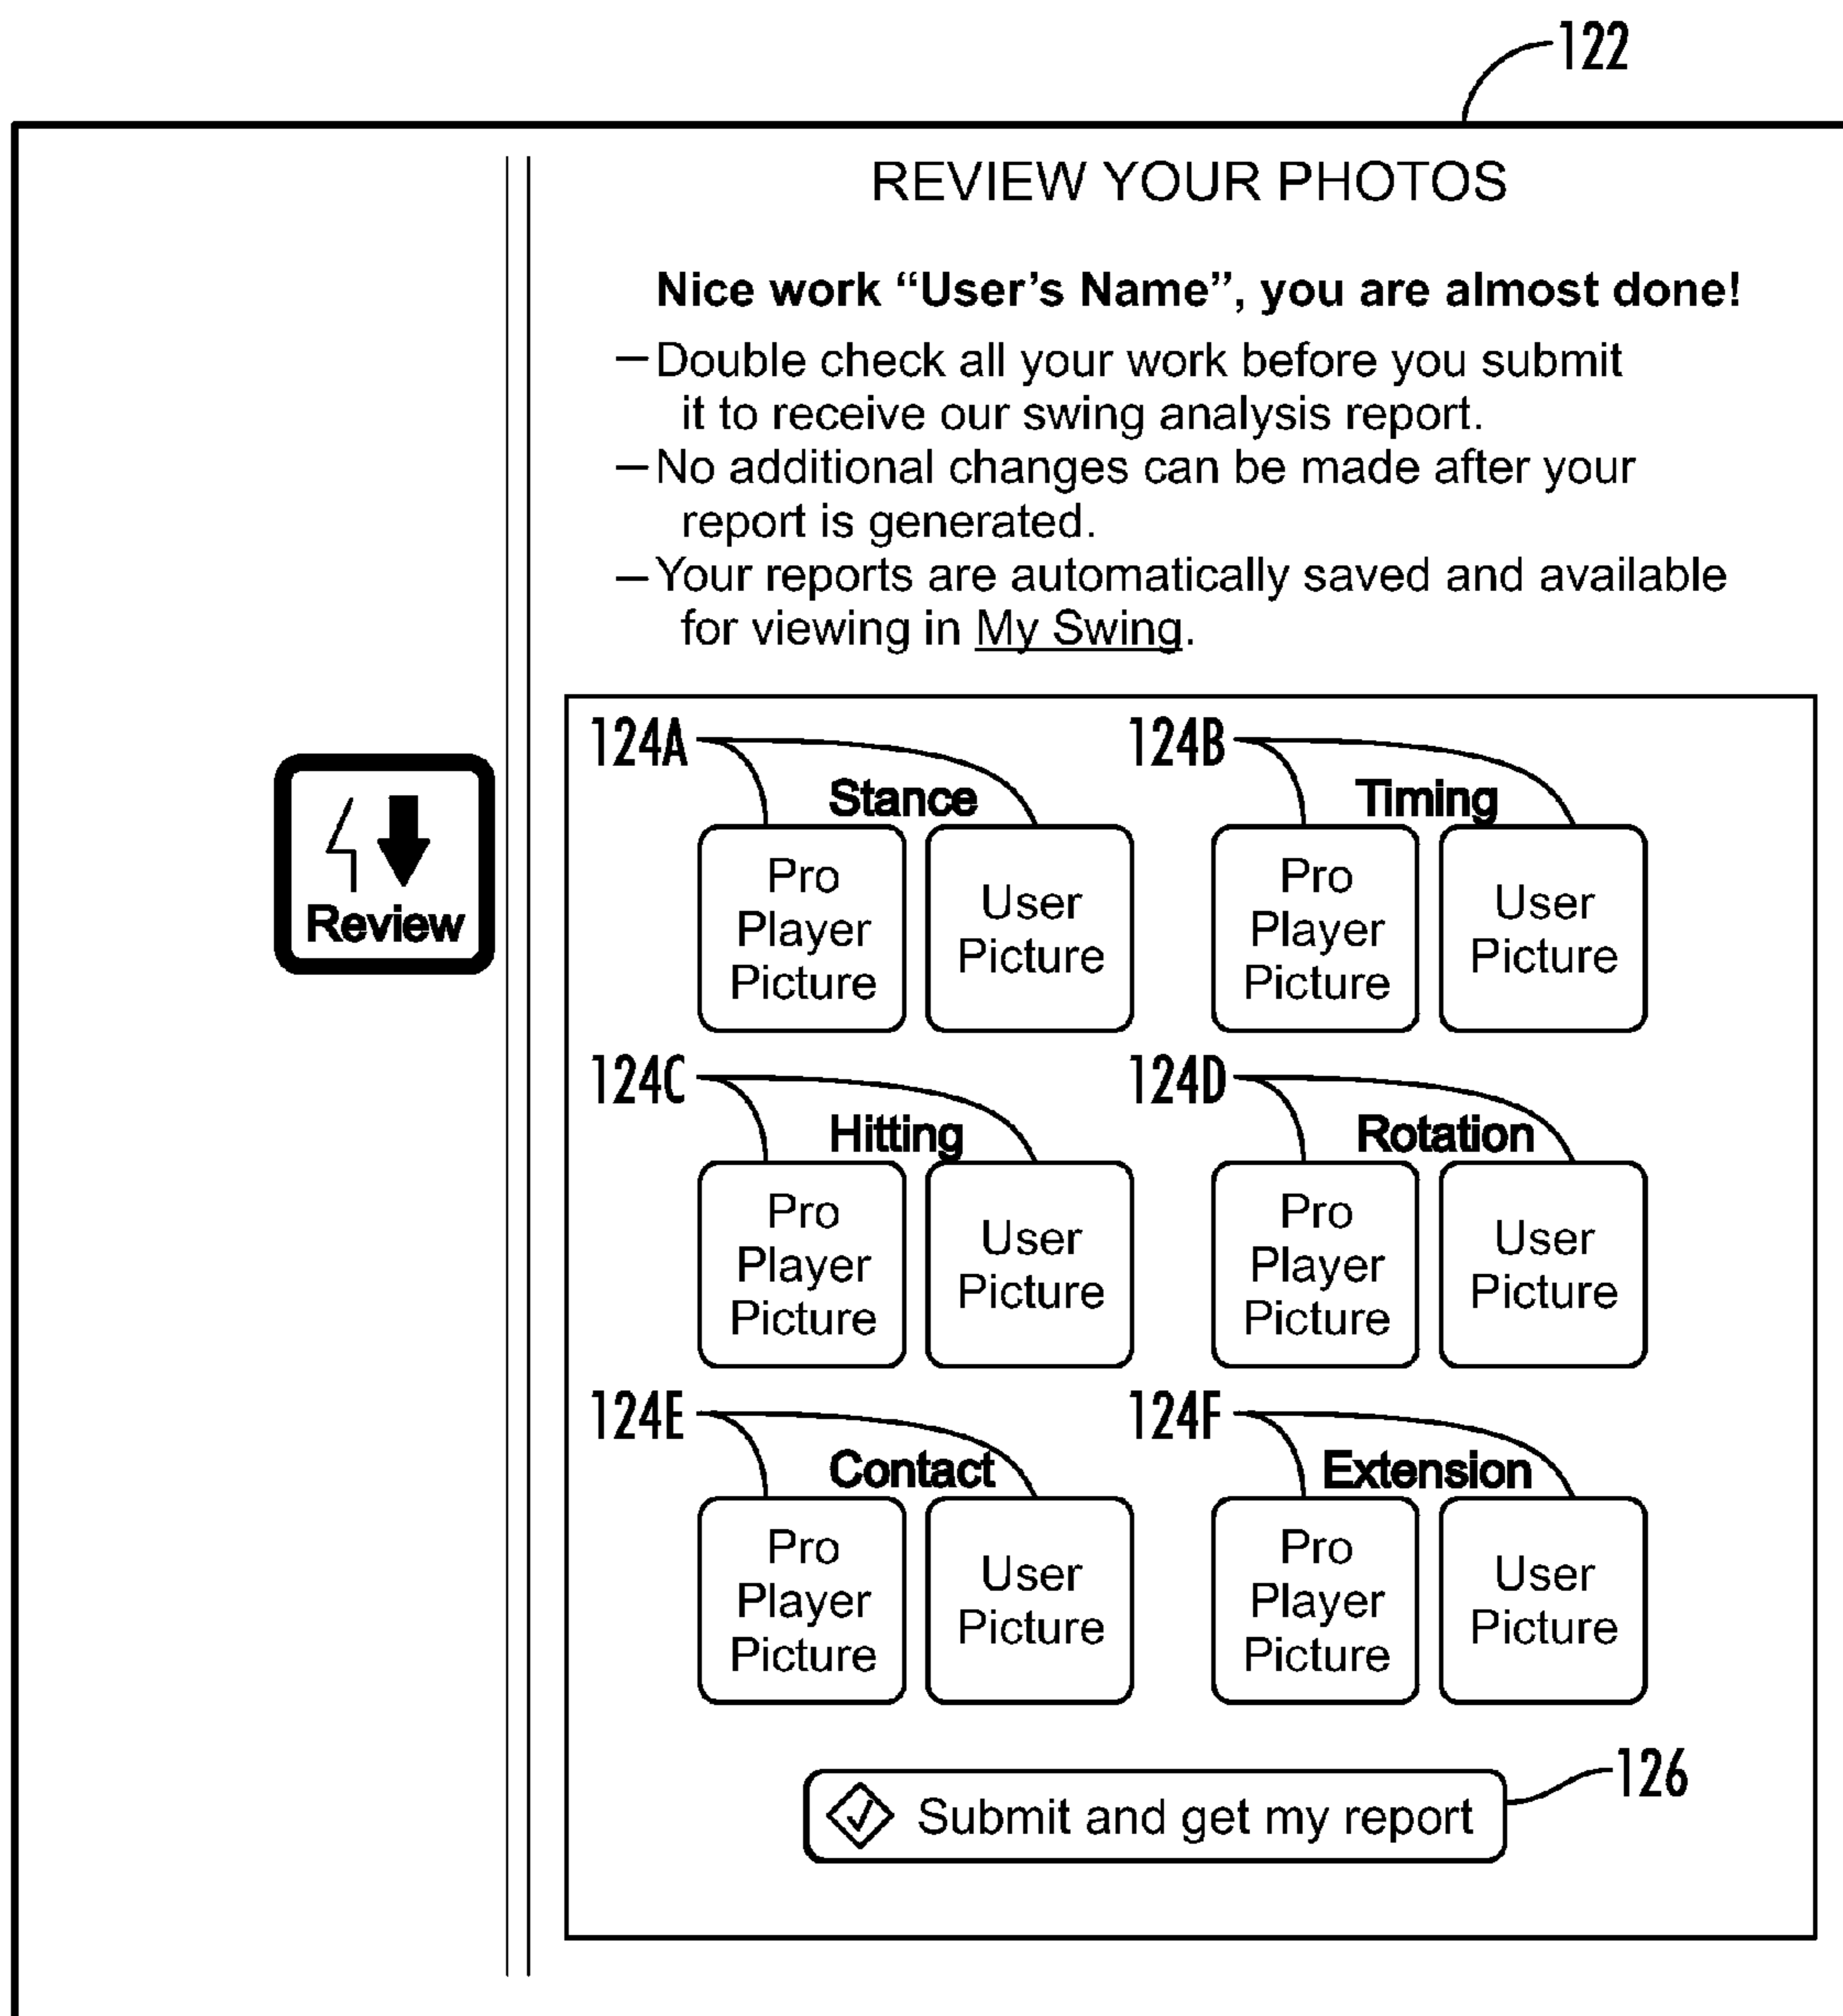 122
REVIEW YOUR PHOTOS
Nice work “User’s Name”, you are almost done!
—Double check all your work before you submit
it to receive our swing analysis report.
—No additional changes can be made after your
report is generated.
—Your reports are automatically saved and available
for viewing in My Swing.
4
Review
124A
Stance
Pro
Player
Picture
User
Picture
124B
Timing
Pro
Player
Picture
User
Picture
124C
Hitting
Pro
Player
Picture
User
Picture
124D
Rotation
Pro
Player
Picture
User
Picture
124E
Contact
Pro
Player
Picture
User
Picture
124F
Extension
Pro
Player
Picture
User
Picture
Submit and get my report
126